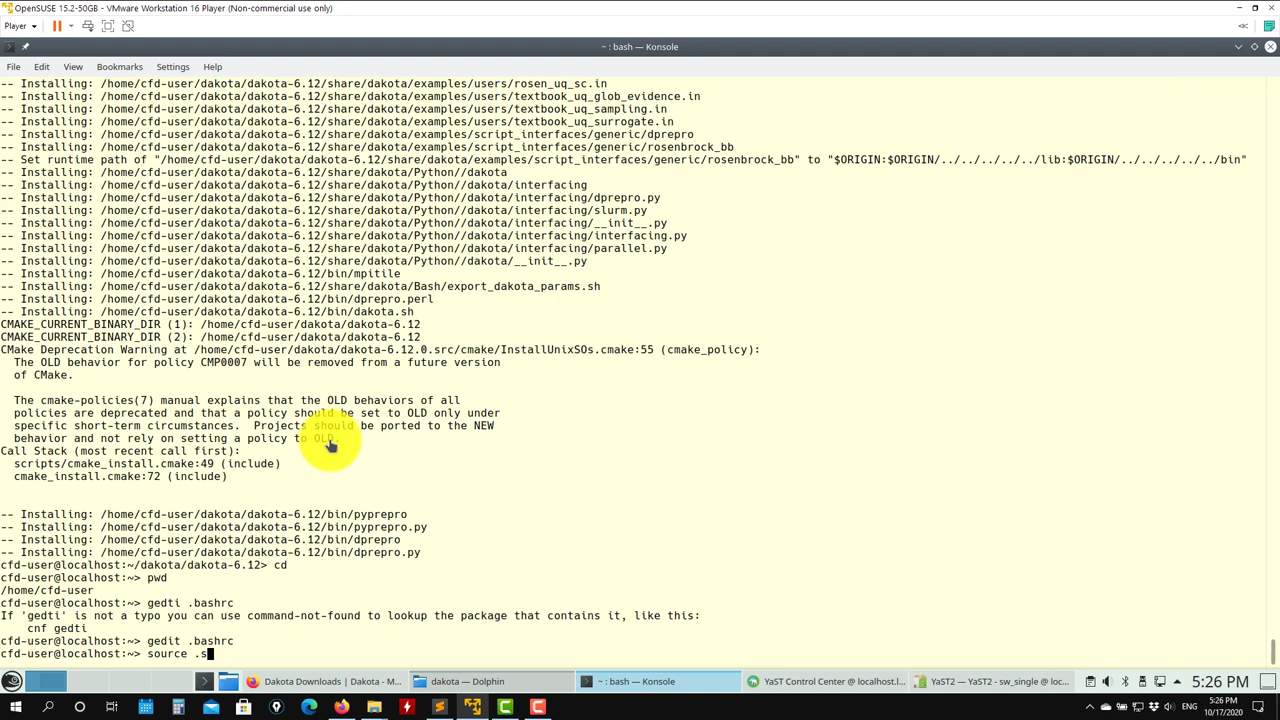 OpenSUSE 15.2-50GB - VMware Workstation 16 Player (Non-commercial use only)
Player
~ : bash — Konsole
File Edit View Bookmarks Settings Help
-- Installing: /home/cfd-user/dakota/dakota-6.12/share/dakota/examples/users/rosen_uq_sc.in
-- Installing: /home/cfd-user/dakota/dakota-6.12/share/dakota/examples/users/textbook_uq_glob_evidence.in
-- Installing: /home/cfd-user/dakota/dakota-6.12/share/dakota/examples/users/textbook_uq_sampling.in
-- Installing: /home/cfd-user/dakota/dakota-6.12/share/dakota/examples/users/textbook_uq_surrogate.in
-- Installing: /home/cfd-user/dakota/dakota-6.12/share/dakota/examples/script_interfaces/generic/dprepro
-- Installing: /home/cfd-user/dakota/dakota-6.12/share/dakota/examples/script_interfaces/generic/rosenbrock_bb
-- Set runtime path of "/home/cfd-user/dakota/dakota-6.12/share/dakota/examples/script_interfaces/generic/rosenbrock_bb" to "$ORIGIN:$ORIGIN/../../../../../lib:$ORIGIN/../../../../../bin"
-- Installing: /home/cfd-user/dakota/dakota-6.12/share/dakota/Python//dakota
-- Installing: /home/cfd-user/dakota/dakota-6.12/share/dakota/Python//dakota/interfacing
-- Installing: /home/cfd-user/dakota/dakota-6.12/share/dakota/Python//dakota/interfacing/dprepro.py
-- Installing: /home/cfd-user/dakota/dakota-6.12/share/dakota/Python//dakota/interfacing/slurm.py
-- Installing: /home/cfd-user/dakota/dakota-6.12/share/dakota/Python//dakota/interfacing/__init__.py
-- Installing: /home/cfd-user/dakota/dakota-6.12/share/dakota/Python//dakota/interfacing/interfacing.py
-- Installing: /home/cfd-user/dakota/dakota-6.12/share/dakota/Python//dakota/interfacing/parallel.py
-- Installing: /home/cfd-user/dakota/dakota-6.12/share/dakota/Python//dakota/__init__.py
-- Installing: /home/cfd-user/dakota/dakota-6.12/bin/mpitile
-- Installing: /home/cfd-user/dakota/dakota-6.12/share/dakota/Bash/export_dakota_params.sh
-- Installing: /home/cfd-user/dakota/dakota-6.12/bin/dprepro.perl
-- Installing: /home/cfd-user/dakota/dakota-6.12/bin/dakota.sh
CMAKE_CURRENT_BINARY_DIR (1): /home/cfd-user/dakota/dakota-6.12
CMAKE_CURRENT_BINARY_DIR (2): /home/cfd-user/dakota/dakota-6.12
CMake Deprecation Warning at /home/cfd-user/dakota/dakota-6.12.0.src/cmake/InstallUnixSOs.cmake:55 (cmake_policy):
The OLD behavior for policy CMP0007 will be removed from a future version
of CMake.
The cmake-policies(7) manual explains that the OLD behaviors of all
policies are deprecated and that a policy should be set to OLD only under
specific short-term circumstances. Projects should be ported to the NEW
behavior and not rely on setting a policy to OLD.
Call Stack (most recent call first):
scripts/cmake_install.cmake:49 (include)
cmake_install.cmake:72 (include)
-- Installing: /home/cfd-user/dakota/dakota-6.12/bin/pyprepro
-- Installing: /home/cfd-user/dakota/dakota-6.12/bin/pyprepro.py
-- Installing: /home/cfd-user/dakota/dakota-6.12/bin/dprepro
-- Installing: /home/cfd-user/dakota/dakota-6.12/bin/dprepro.py
cfd-user@localhost:~/dakota/dakota-6.12> cd
cfd-user@localhost:~> pwd
/home/cfd-user
cfd-user@localhost:~> gedti .bashrc
If 'gedti' is not a typo you can use command-not-found to lookup the package that contains it, like this:
cnf gedti
cfd-user@localhost:~> gedit .bashrc
cfd-user@localhost:~> source .s
Dakota Downloads | Dakota - M... dakota — Dolphin ~ : bash — Konsole YaST Control Center @ localhost.l... YaST2 — YaST2 - sw_single @ loc... 5:26 PM
5:26 PM
10/17/2020